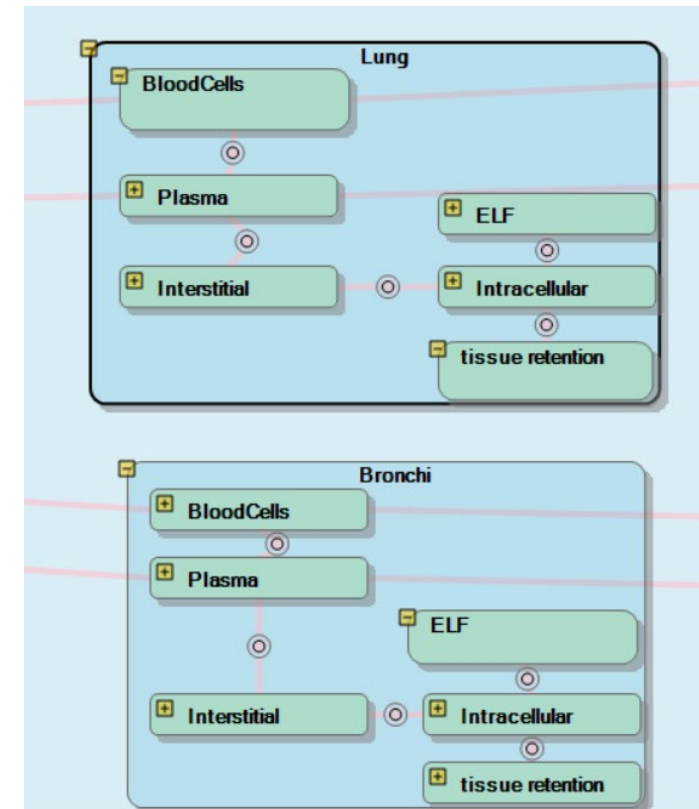 Lung
BloodCells
Plasma
ELF
Interstitial
Intracellular
tissue retention
Bronchi
BloodCells
Plasma
ELF
Interstitial
Intracellular
tissue retention